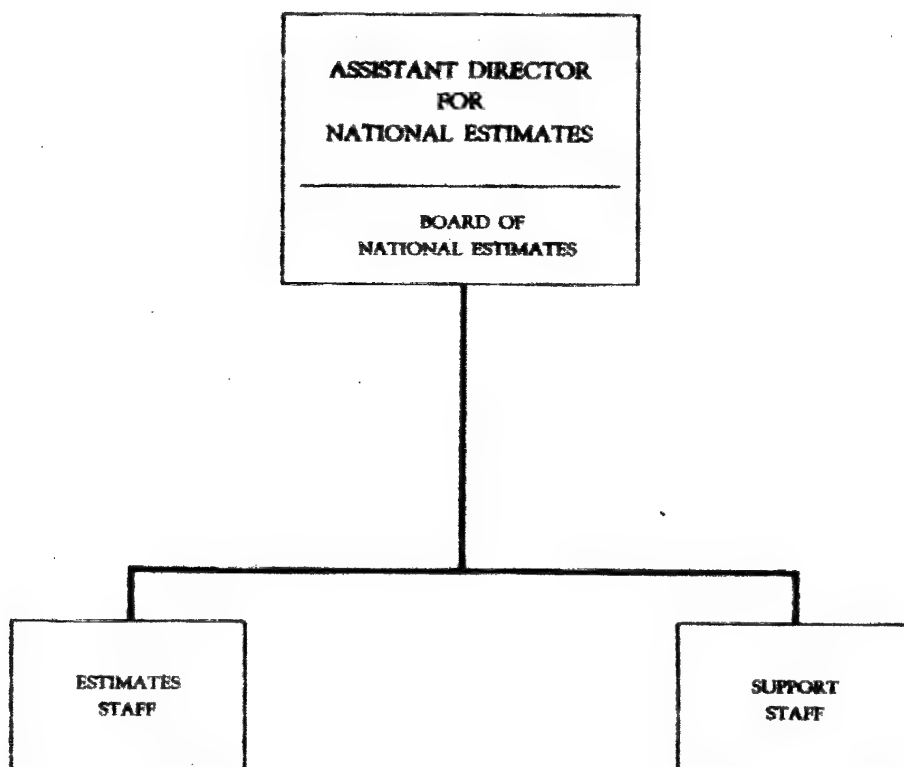 ASSISTANT DIRECTOR
FOR
NATIONAL ESTIMATES
BOARD OF
NATIONAL ESTIMATES
ESTIMATES
STAFF
SUPPORT
STAFF